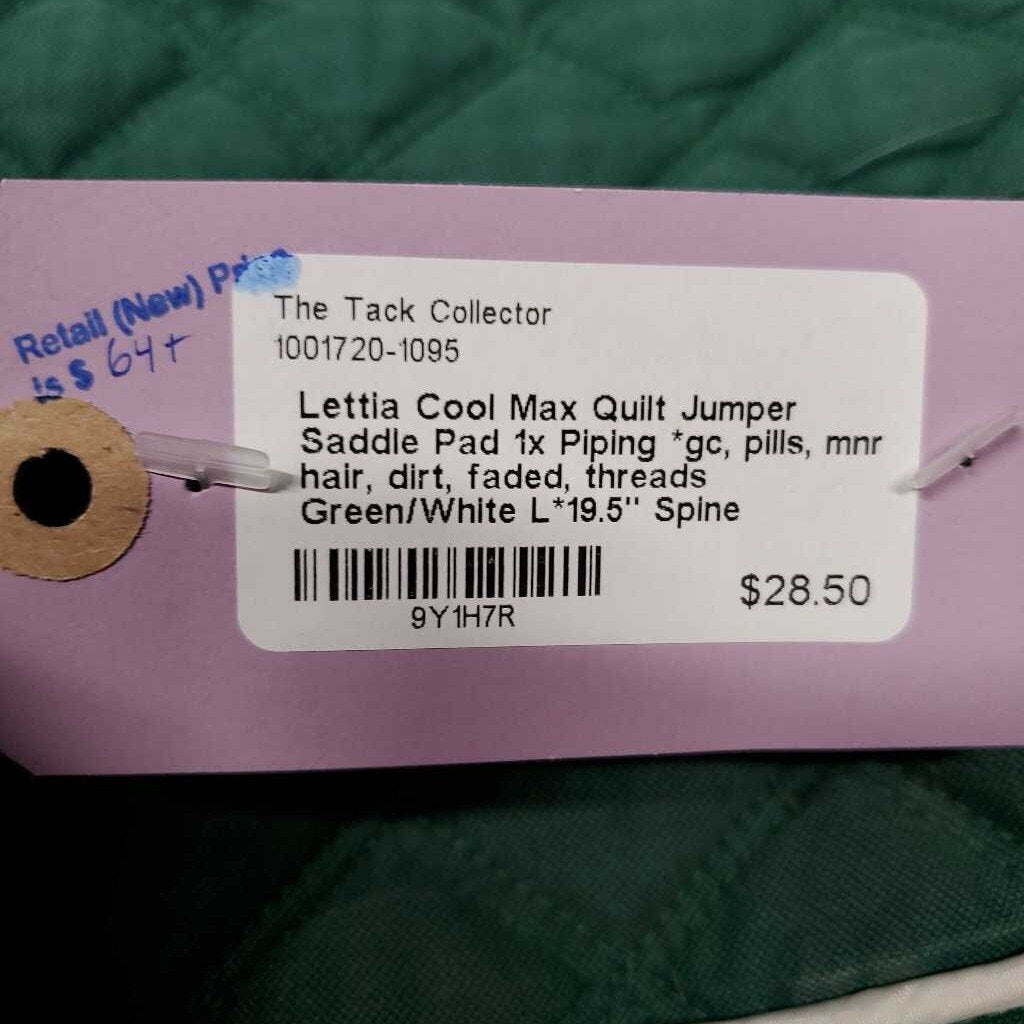 Retail (New) Price
is $ 64+
The Tack Collector
1001720-1095
Lettia Cool Max Quilt Jumper
Saddle Pad 1x Piping *gc, pills, mnr
hair, dirt, faded, threads
Green/White L*19.5" Spine
9Y1H7R
$28.50